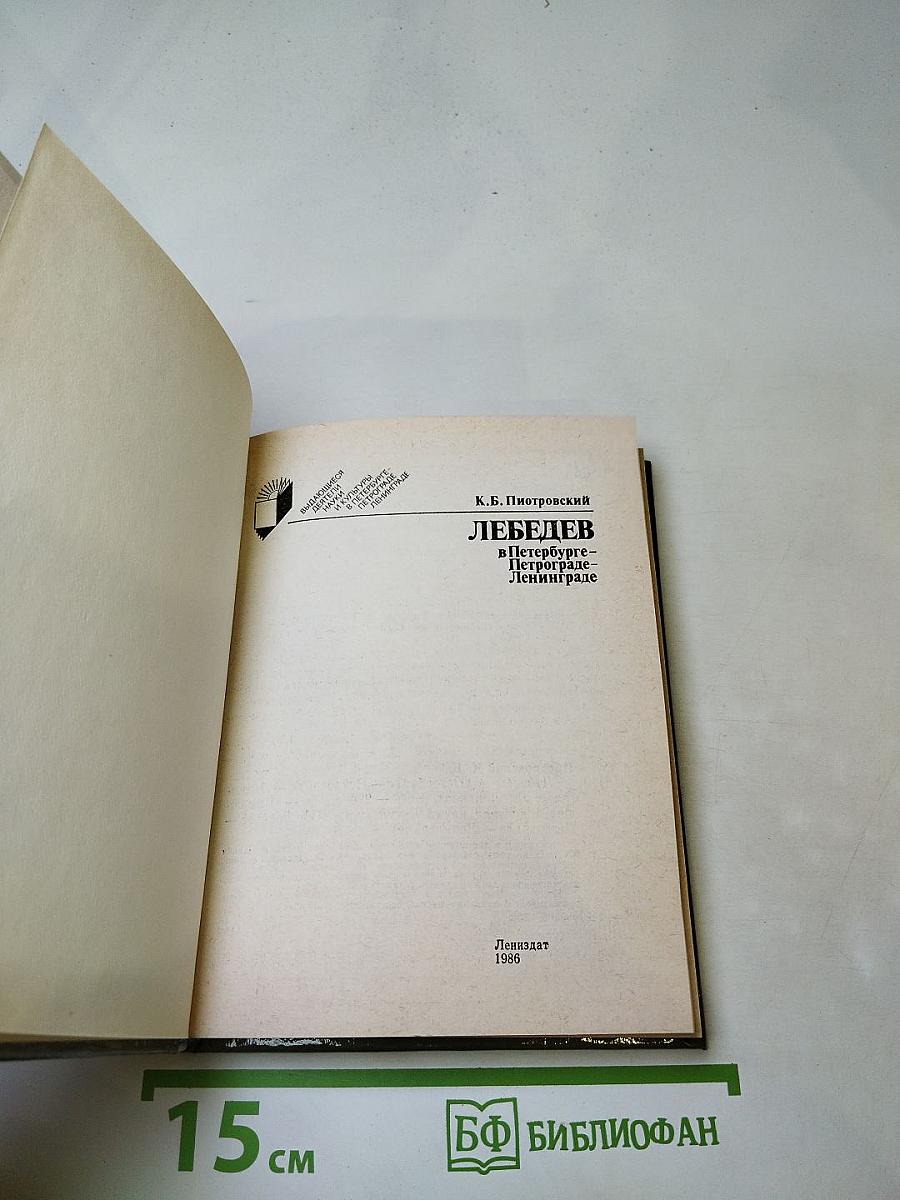 ВЫДАЮЩИЕСЯ
ДЕЯТЕЛИ
НАУКИ
И КУЛЬТУРЫ
В ПЕТЕРБУРГЕ–
ПЕТРОГРАДЕ
ЛЕНИНГРАДЕ
К.Б. Пиотровский
ЛЕБЕДЕВ
в Петербурге–
Петрограде–
Ленинграде
Лениздат
1986
15 см
БФ БИБЛИОФАН